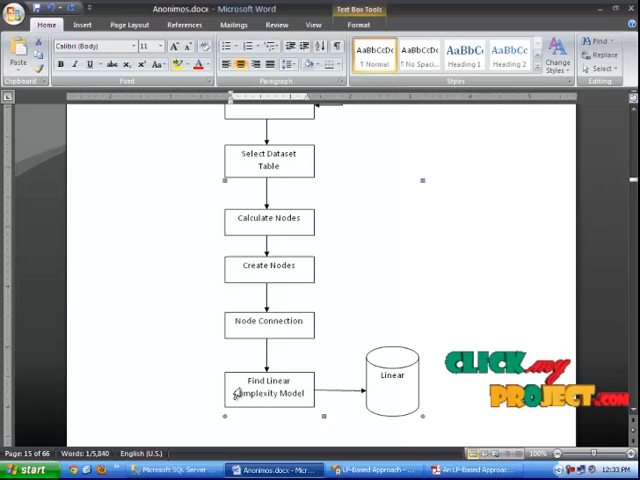 Anonimos.docx - Microsoft Word
Text Box Tools
Home Insert Page Layout References Mailings Review View Format
Paste
Calibri (Body) 11
B I U
AaBbCcDc AaBbCcDc AaBbCc AaBbCc
¶ Normal ¶ No Spaci... Heading 1 Heading 2
Change
Styles
Find
Replace
Select
Clipboard Font Paragraph Styles Editing
Select Dataset
Table
Calculate Nodes
Create Nodes
Node Connection
Find Linear
Complexity Model
Linear
CLICK my
PROJECT.COM
Page: 15 of 66 Words: 1/5,840 English (U.S.) 100%
start Microsoft SQL Server ... Anonimos.docx - Micr... LP-Based Approach - ... An LP-Based Approac... 12:33 PM